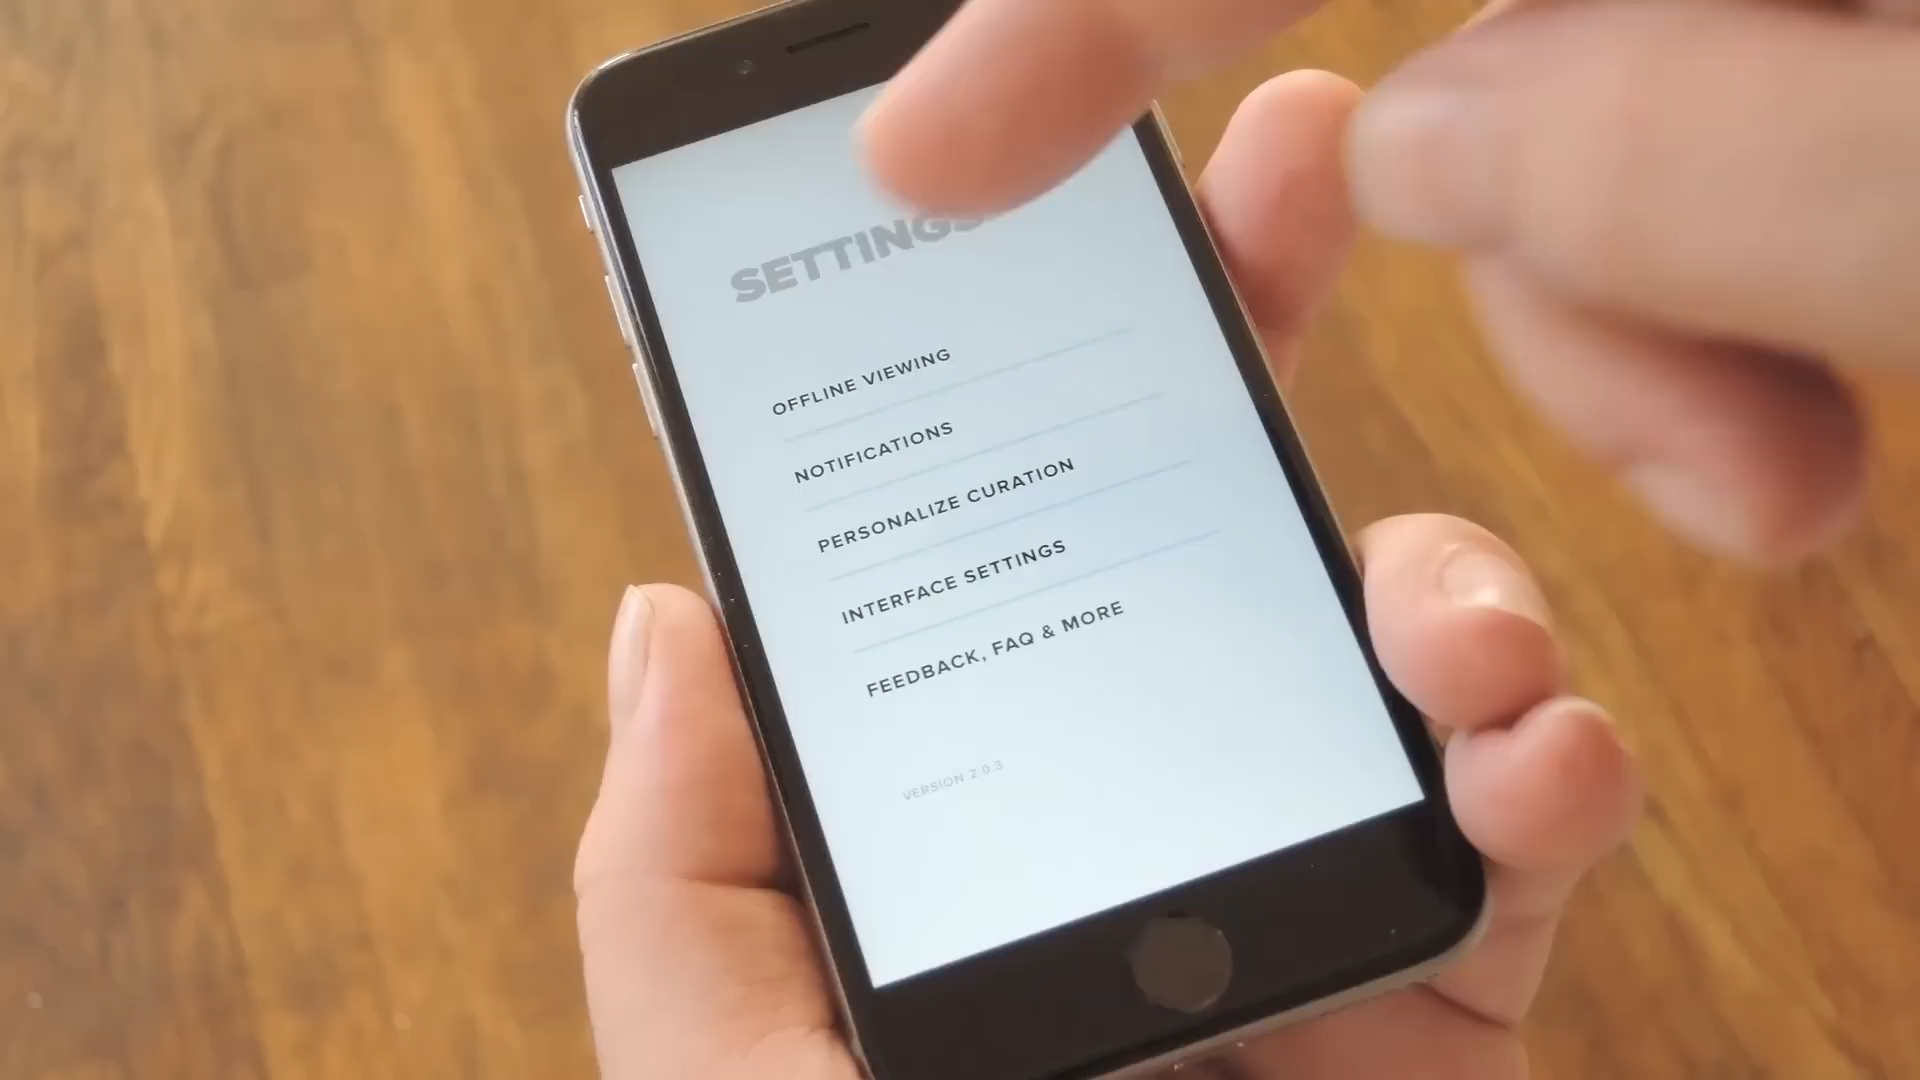 SETTINGS
OFFLINE VIEWING
NOTIFICATIONS
PERSONALIZE CURATION
INTERFACE SETTINGS
FEEDBACK, FAQ & MORE
VERSION 2.0.3